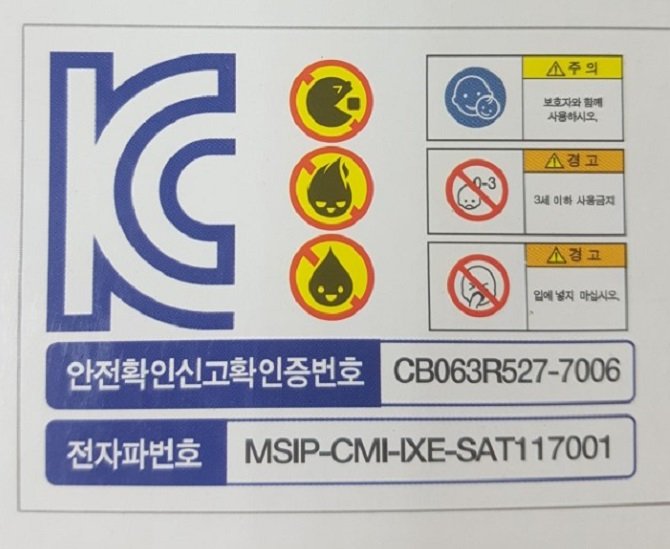 KC
주 의
보호자와 함께
사용하시오.
경 고
0-3
3세 이하 사용금지
경 고
입에 넣지 마십시오.
안전확인신고확인증번호 CB063R527-7006
전자파번호 MSIP-CMI-IXE-SAT117001